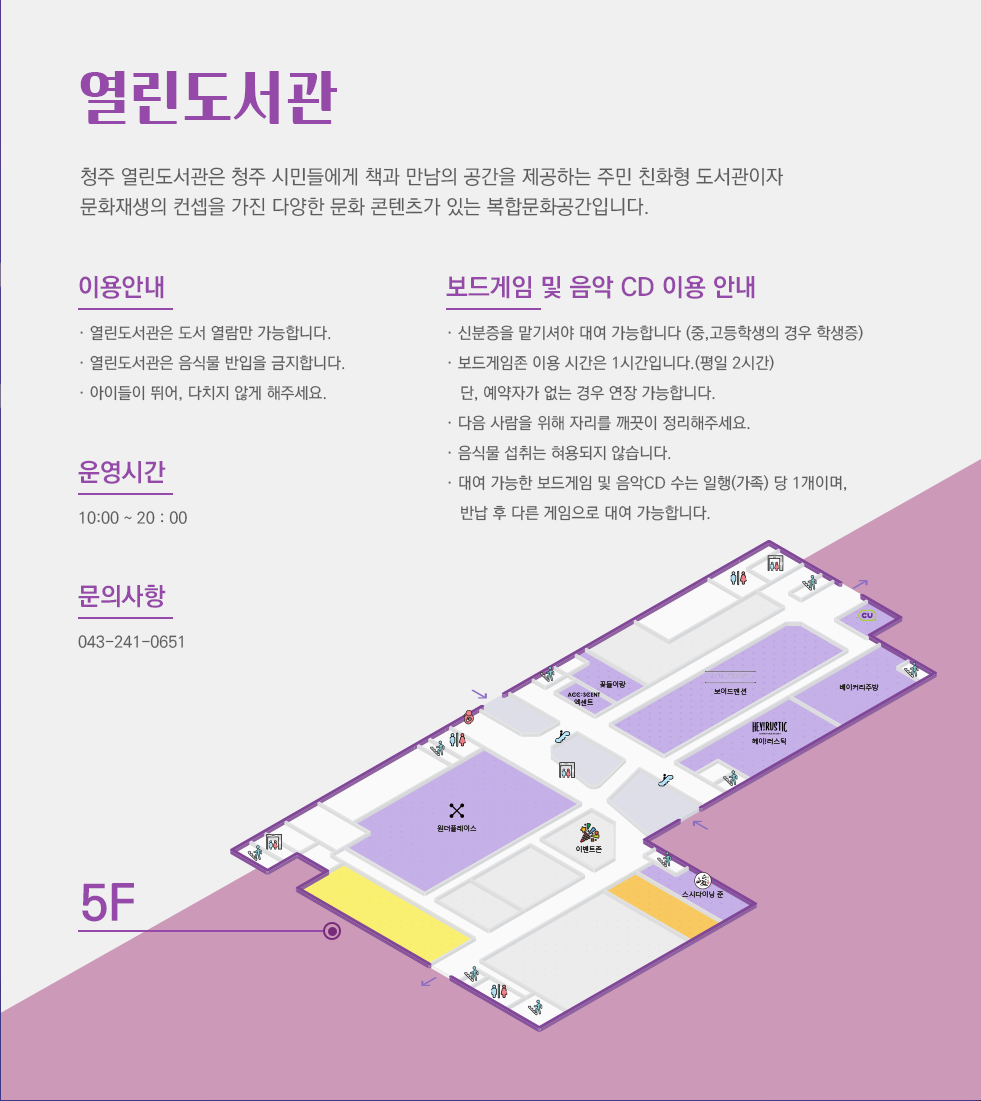 열린도서관
청주 열린도서관은 청주 시민들에게 책과 만남의 공간을 제공하는 주민 친화형 도서관이자
문화재생의 컨셉을 가진 다양한 문화 콘텐츠가 있는 복합문화공간입니다.
이용안내
· 열린도서관은 도서 열람만 가능합니다.
· 열린도서관은 음식물 반입을 금지합니다.
· 아이들이 뛰어, 다치지 않게 해주세요.
운영시간
10:00 ~ 20 : 00
문의사항
043-241-0651
보드게임 및 음악 CD 이용 안내
· 신분증을 맡기셔야 대여 가능합니다 (중,고등학생의 경우 학생증)
· 보드게임존 이용 시간은 1시간입니다.(평일 2시간)
단, 예약자가 없는 경우 연장 가능합니다.
· 다음 사람을 위해 자리를 깨끗이 정리해주세요.
· 음식물 섭취는 허용되지 않습니다.
· 대여 가능한 보드게임 및 음악CD 수는 일행(가족) 당 1개이며,
반납 후 다른 게임으로 대여 가능합니다.
CU
꽃들이랑
ACC:SCENT
엑센트
보이드맨션
베이커리주방
HEY!RUSTIC
헤이!러스틱
원더플레이스
이벤트존
스시다이닝 준
5F